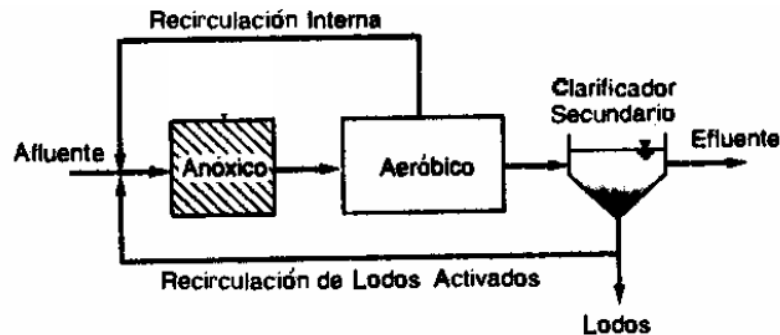 Recirculación Interna
Clarificador
Secundario
Afluente
Anóxico
Aeróbico
Efluente
Recirculación de Lodos Activados
Lodos